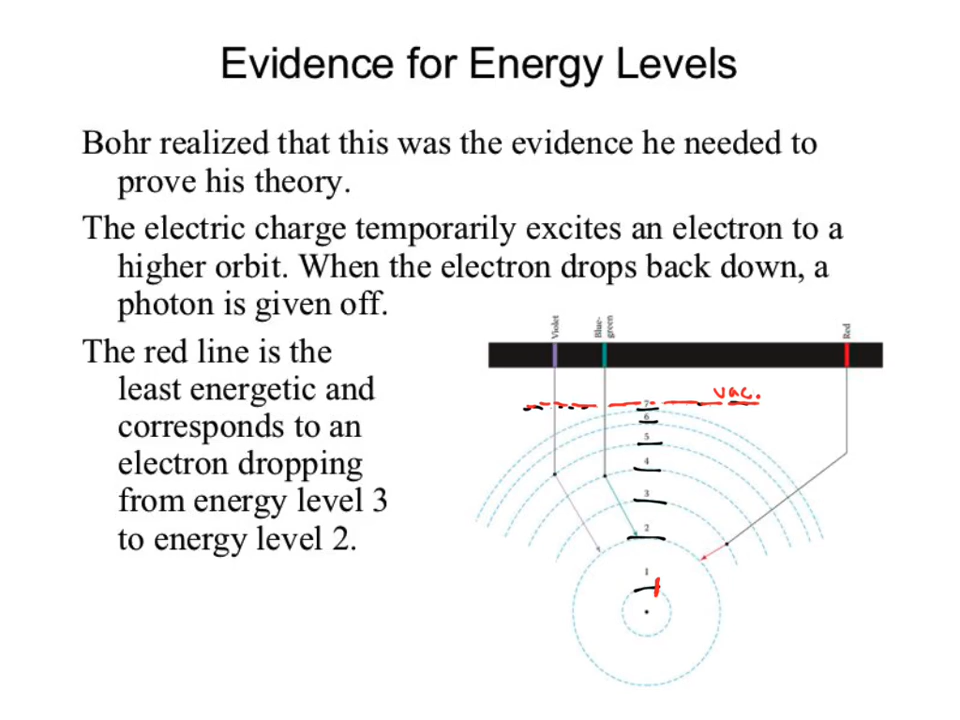 Evidence for Energy Levels
Bohr realized that this was the evidence he needed to
prove his theory.
The electric charge temporarily excites an electron to a
higher orbit. When the electron drops back down, a
photon is given off.
The red line is the
least energetic and
corresponds to an
electron dropping
from energy level 3
to energy level 2.
Violet
Blue-
green
Red
vac.
7
6
5
4
3
2
1